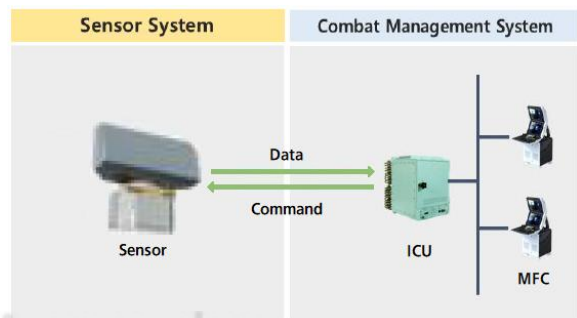 Sensor System
Combat Management System
Data
Command
Sensor
ICU
MFC